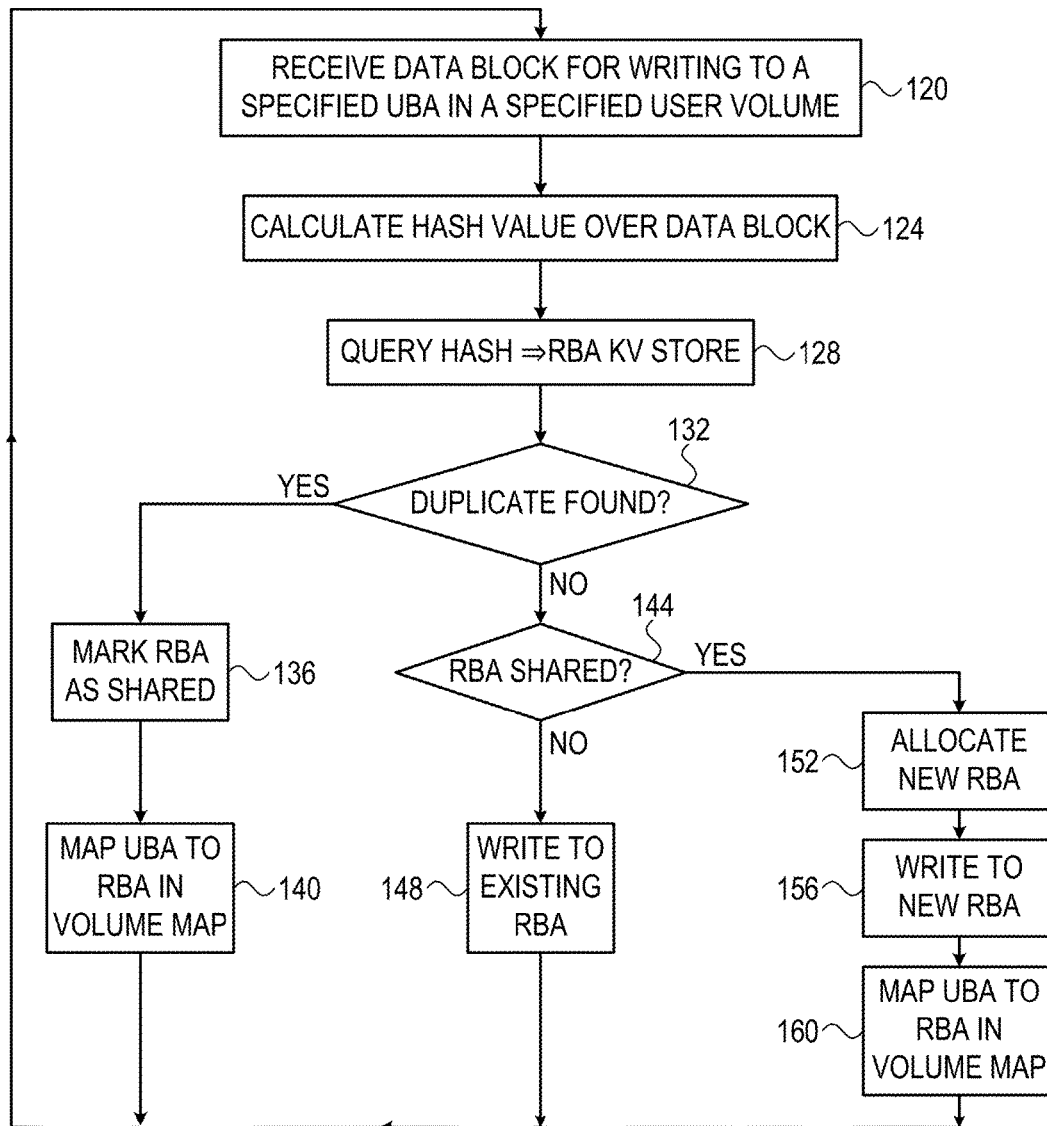 RECEIVE DATA BLOCK FOR WRITING TO A
SPECIFIED UBA IN A SPECIFIED USER VOLUME
120
CALCULATE HASH VALUE OVER DATA BLOCK
124
QUERY HASH ⇒RBA KV STORE
128
132
DUPLICATE FOUND?
YES
NO
144
RBA SHARED?
YES
NO
MARK RBA
AS SHARED
136
MAP UBA TO
RBA IN
VOLUME MAP
140
148
WRITE TO
EXISTING
RBA
152
ALLOCATE
NEW RBA
156
WRITE TO
NEW RBA
160
MAP UBA TO
RBA IN
VOLUME MAP